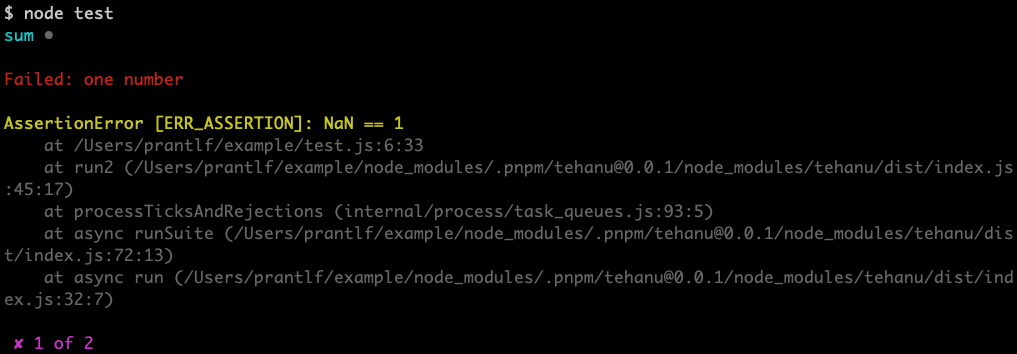 $ node test
sum •
Failed: one number
AssertionError [ERR_ASSERTION]: NaN == 1
    at /Users/prantlf/example/test.js:6:33
    at run2 (/Users/prantlf/example/node_modules/.pnpm/tehanu@0.0.1/node_modules/tehanu/dist/index.js
:45:17)
    at processTicksAndRejections (internal/process/task_queues.js:93:5)
    at async runSuite (/Users/prantlf/example/node_modules/.pnpm/tehanu@0.0.1/node_modules/tehanu/dis
t/index.js:72:13)
    at async run (/Users/prantlf/example/node_modules/.pnpm/tehanu@0.0.1/node_modules/tehanu/dist/ind
ex.js:32:7)
✘ 1 of 2